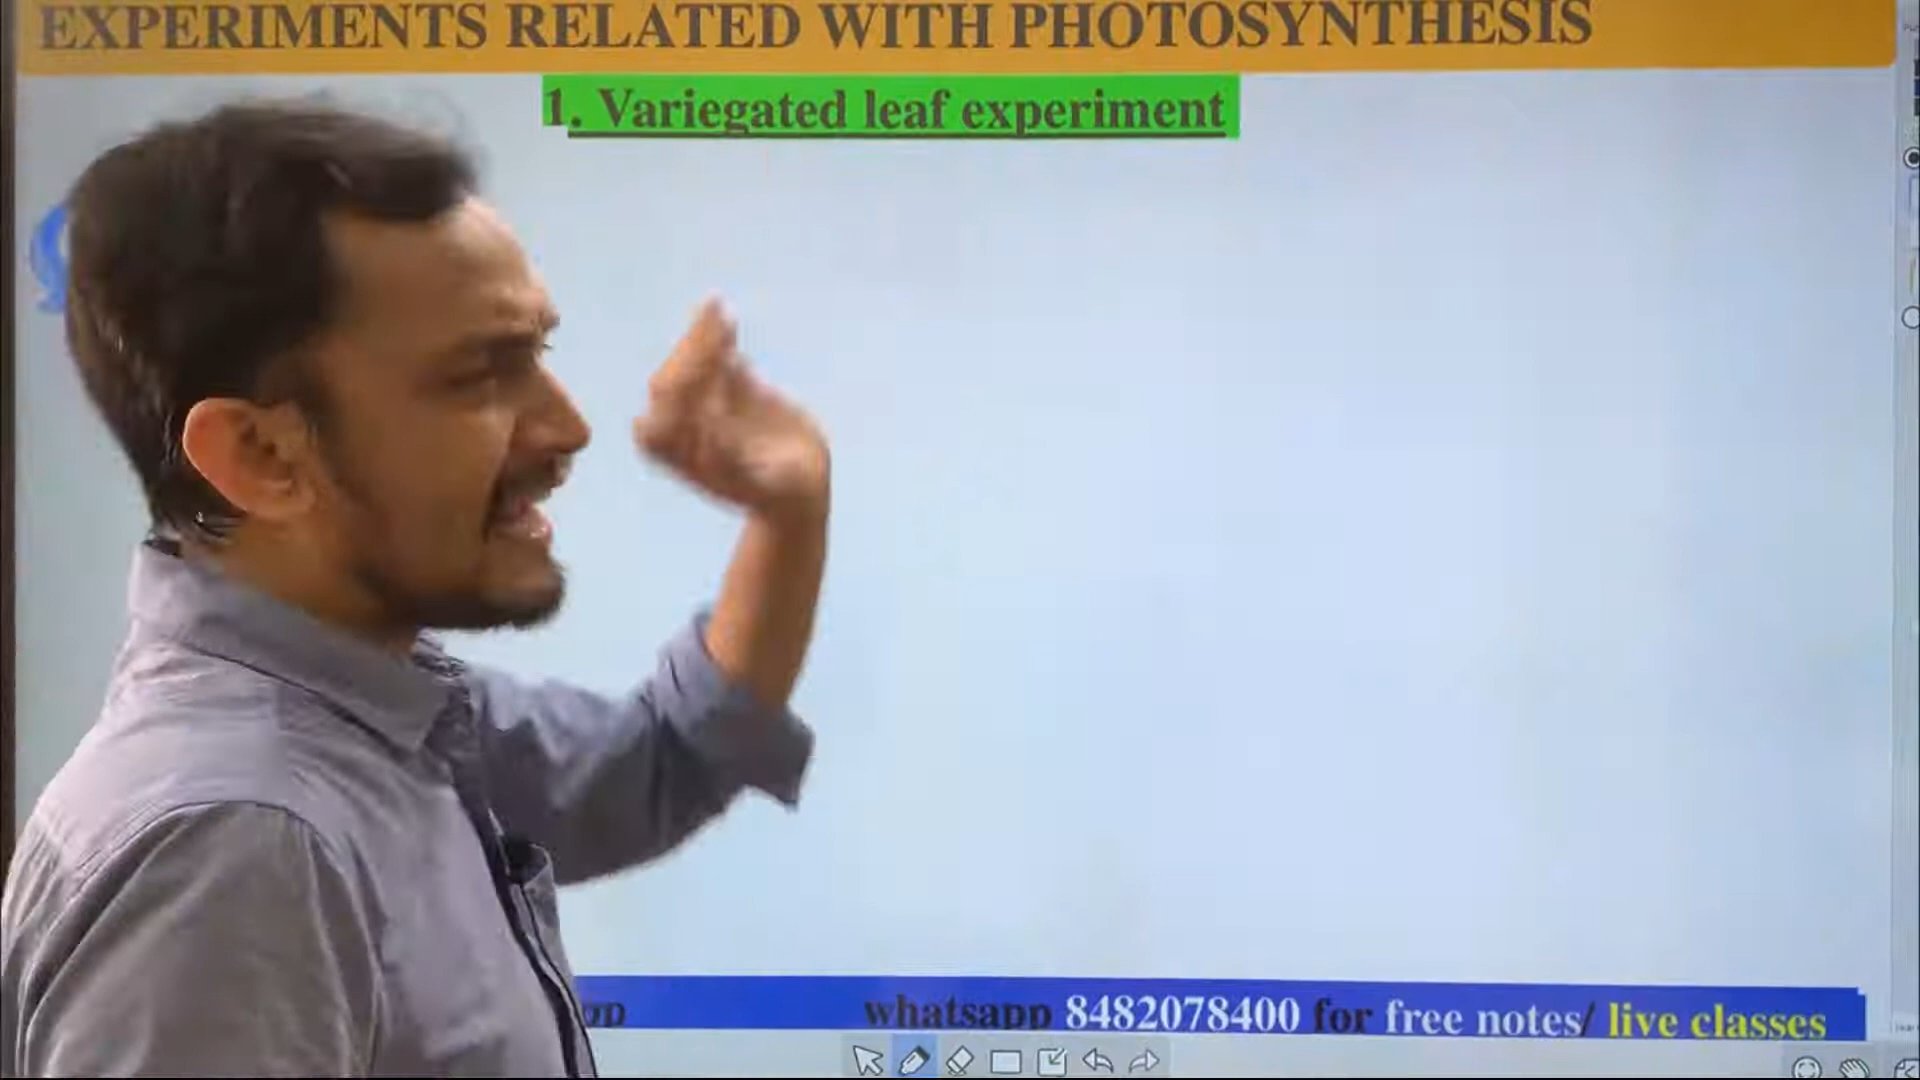 EXPERIMENTS RELATED WITH PHOTOSYNTHESIS
1. Variegated leaf experiment
whatsapp 8482078400 for free notes/ live classes